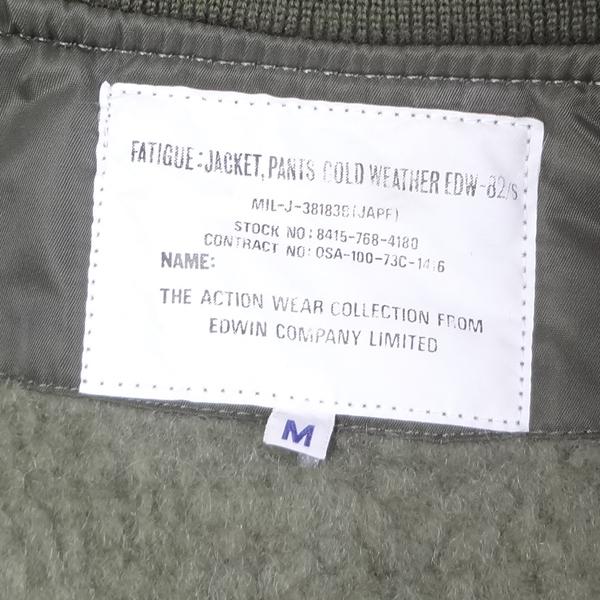 FATIGUE: JACKET, PANTS COLD WEATHER EDW-82/S
MIL-J-38183G (JAPF)
STOCK NO: 8415-768-4180
CONTRACT NO: OSA-100-73C-1416
NAME:
THE ACTION WEAR COLLECTION FROM
EDWIN COMPANY LIMITED
M